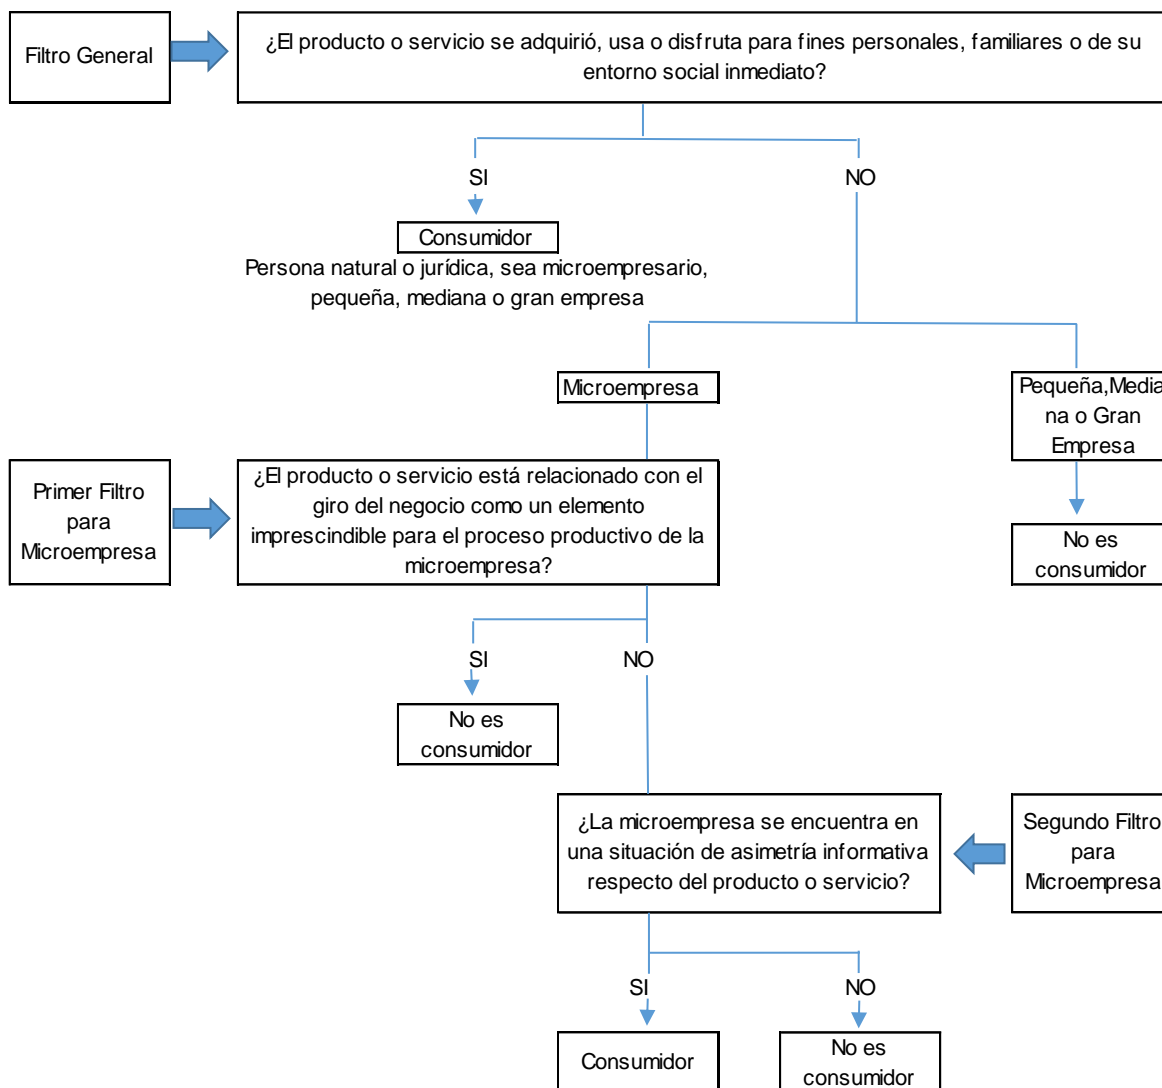 Filtro General
¿El producto o servicio se adquirió, usa o disfruta para fines personales, familiares o de su
entorno social inmediato?
SI
NO
Consumidor
Persona natural o jurídica, sea microempresario,
pequeña, mediana o gran empresa
Microempresa
Pequeña,Media
na o Gran
Empresa
Primer Filtro
para
Microempresa
¿El producto o servicio está relacionado con el
giro del negocio como un elemento
imprescindible para el proceso productivo de la
microempresa?
No es
consumidor
SI
NO
No es
consumidor
¿La microempresa se encuentra en
una situación de asimetría informativa
respecto del producto o servicio?
Segundo Filtro
para
Microempresa
SI
NO
Consumidor
No es
consumidor